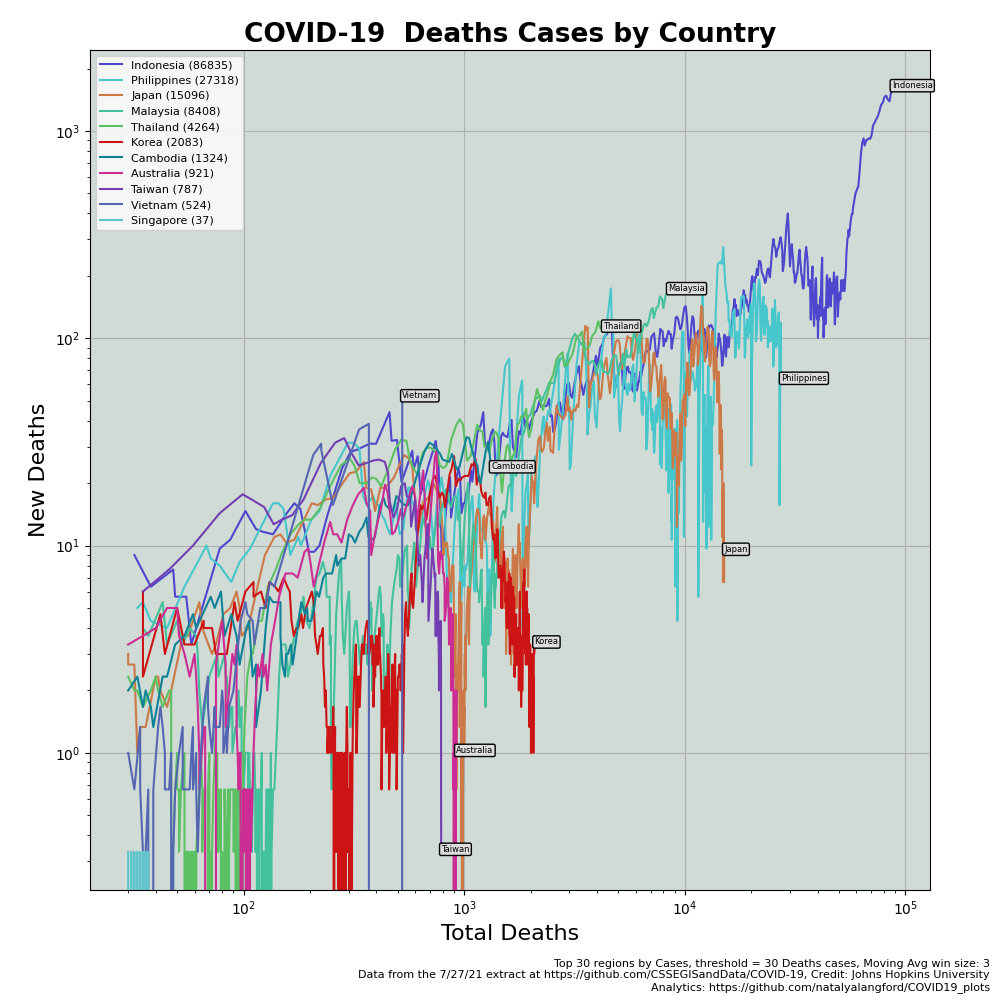 COVID-19 Deaths Cases by Country
Indonesia (86835)
Philippines (27318)
Japan (15096)
Malaysia (8408)
Thailand (4264)
Korea (2083)
Cambodia (1324)
Australia (921)
Taiwan (787)
Vietnam (524)
Singapore (37)
Indonesia
Malaysia
Thailand
Philippines
Vietnam
Cambodia
Japan
Korea
Australia
Taiwan
New Deaths
10³
10²
10¹
10⁰
10² 10³ 10⁴ 10⁵
Total Deaths
Top 30 regions by Cases, threshold = 30 Deaths cases, Moving Avg win size: 3
Data from the 7/27/21 extract at https://github.com/CSSEGISandData/COVID-19, Credit: Johns Hopkins University
Analytics: https://github.com/natalyalangford/COVID19_plots